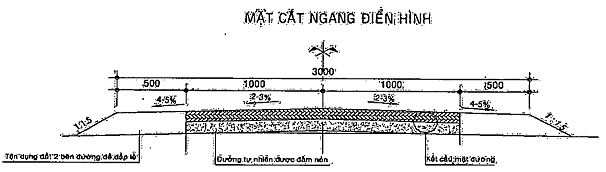 MẶT CẮT NGANG ĐIỂN HÌNH
3000
500 1000 1000 500
4-5% 2-3% 2-3% 4-5%
1:1.5 1:1.5
Tận dụng đất 2 bên đường để đắp lề Đường tự nhiên được đầm nén Kết cấu mặt đường